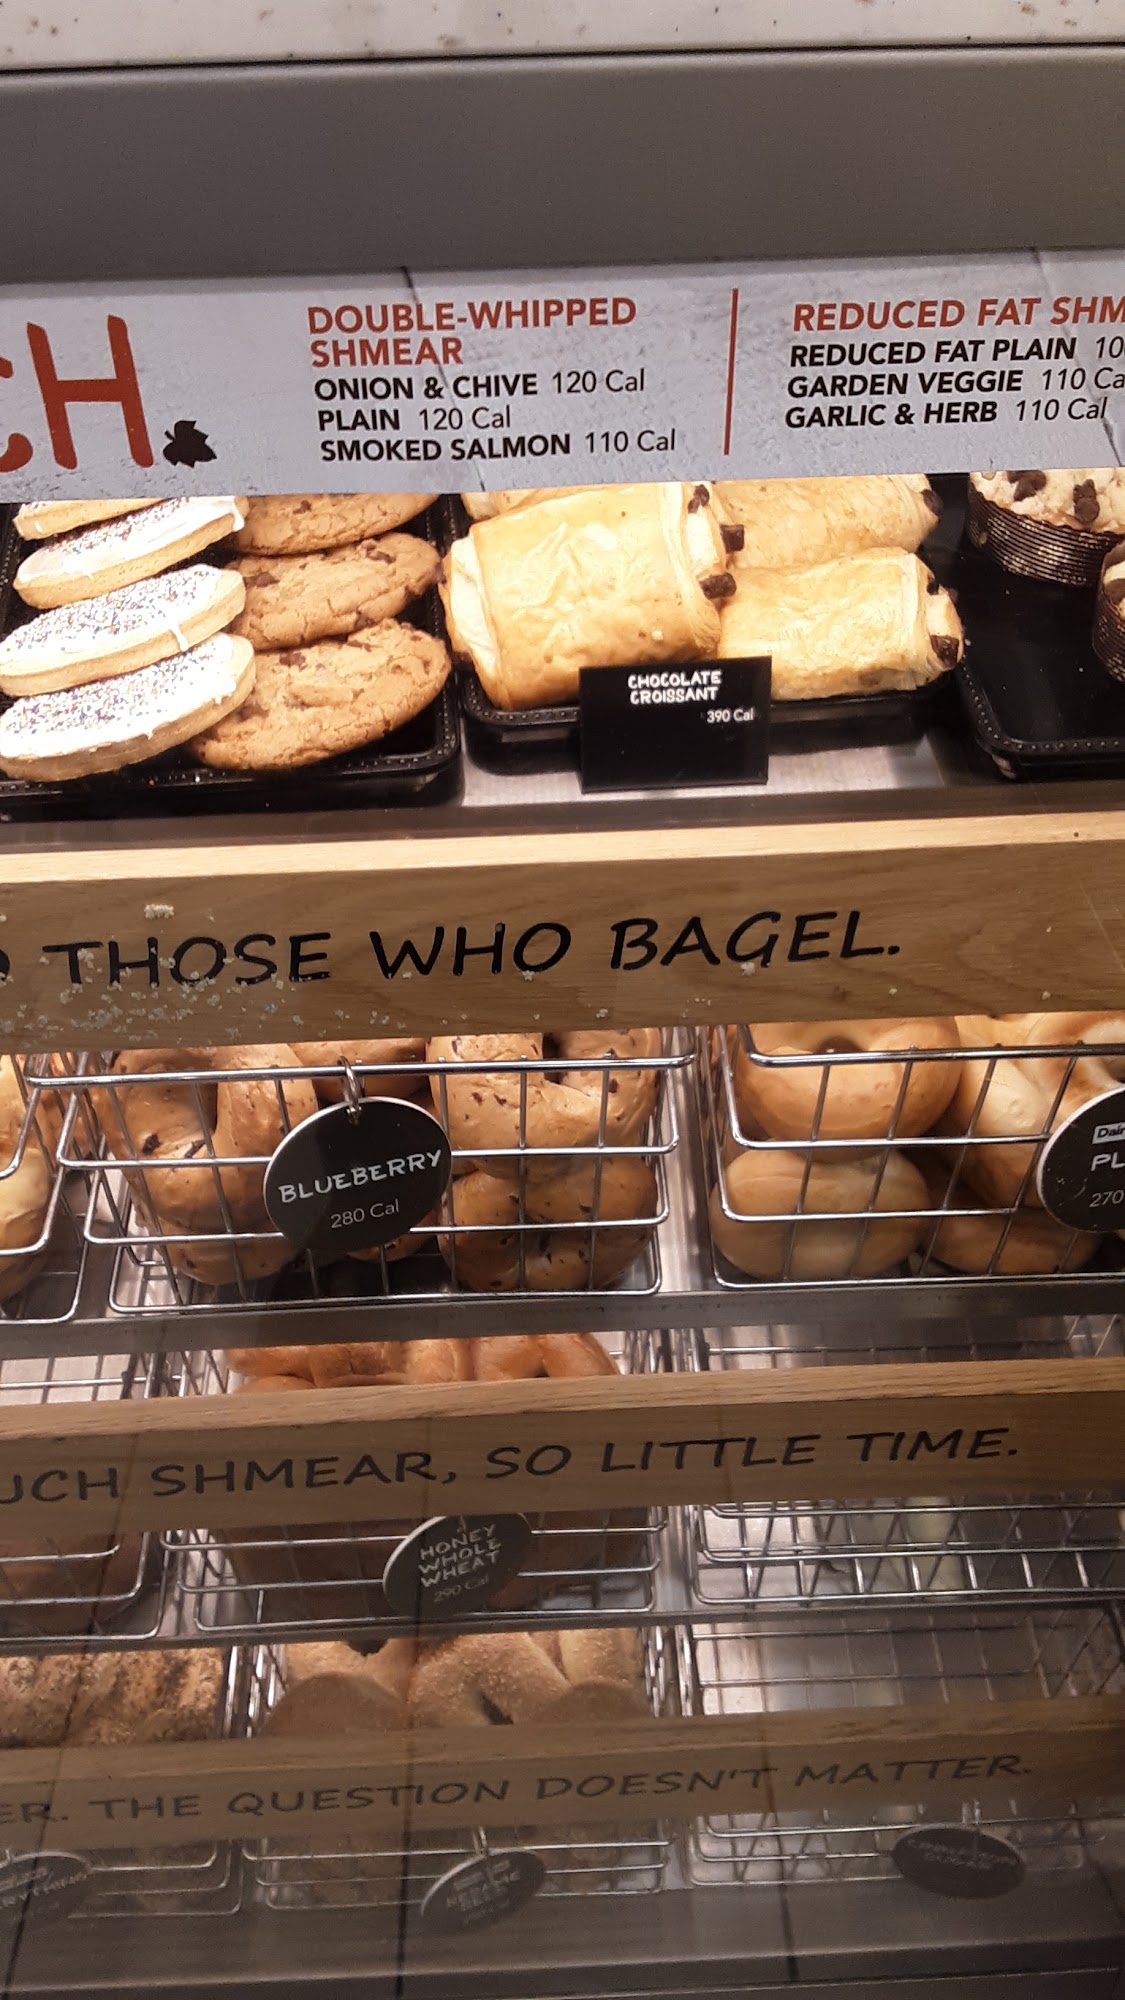 CH.
DOUBLE-WHIPPED
SHMEAR
ONION & CHIVE 120 Cal
PLAIN 120 Cal
SMOKED SALMON 110 Cal
REDUCED FAT SHM
REDUCED FAT PLAIN 10
GARDEN VEGGIE 110 Ca
GARLIC & HERB 110 Cal
CHOCOLATE
CROISSANT
390 Cal
THOSE WHO BAGEL.
BLUEBERRY
280 Cal
Dair
PL
270
UCH SHMEAR, SO LITTLE TIME.
HONEY
WHOLE
WHEAT
290 Cal
ER. THE QUESTION DOESN'T MATTER.